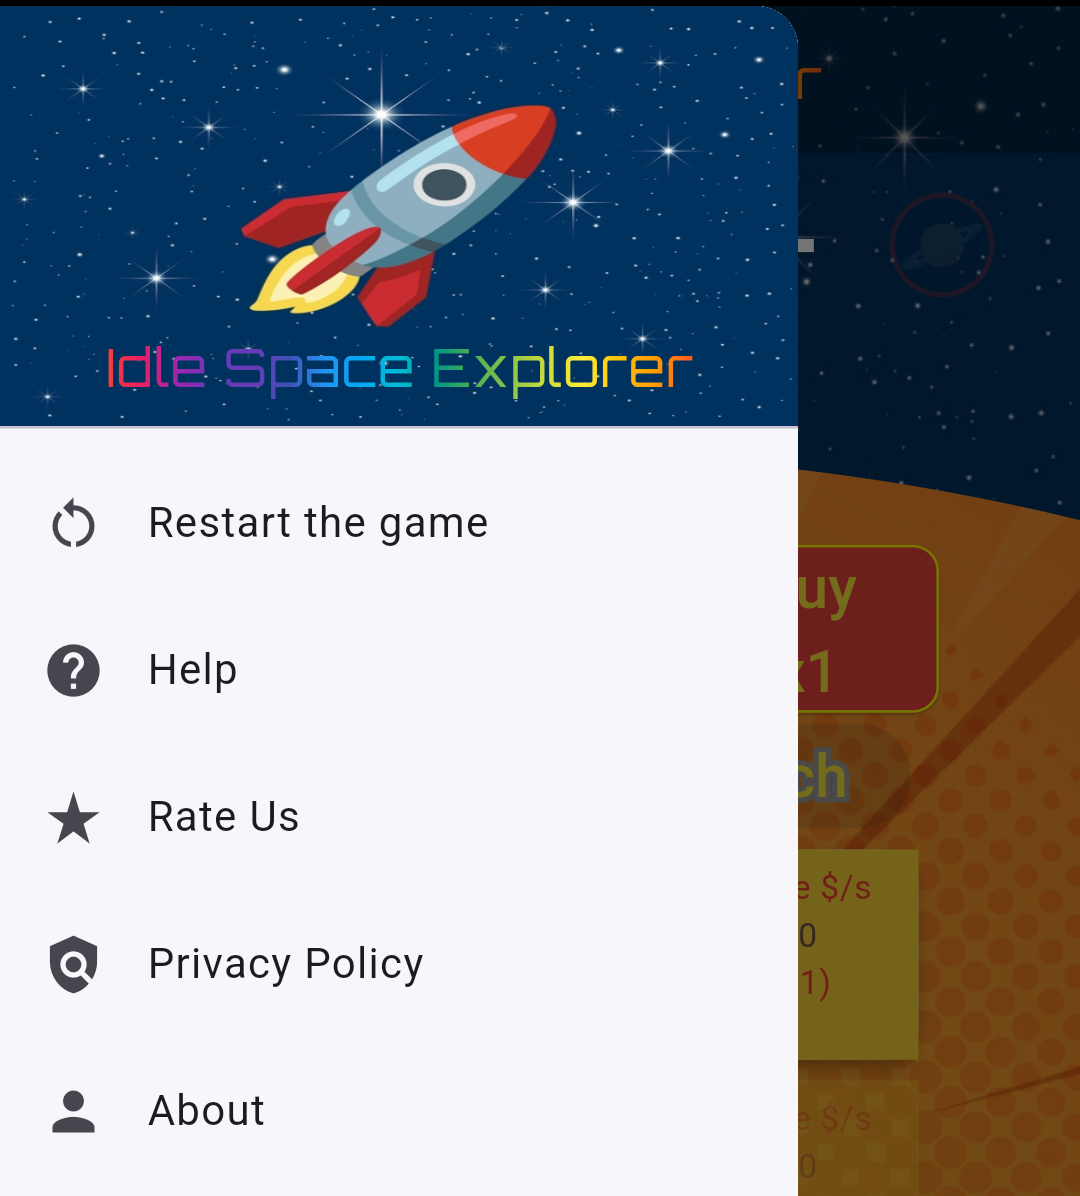 Idle Space Explorer
Restart the game
Help
Rate Us
Privacy Policy
About
r
uy
x1
ch
e $/s
0
1)
e $/s
0